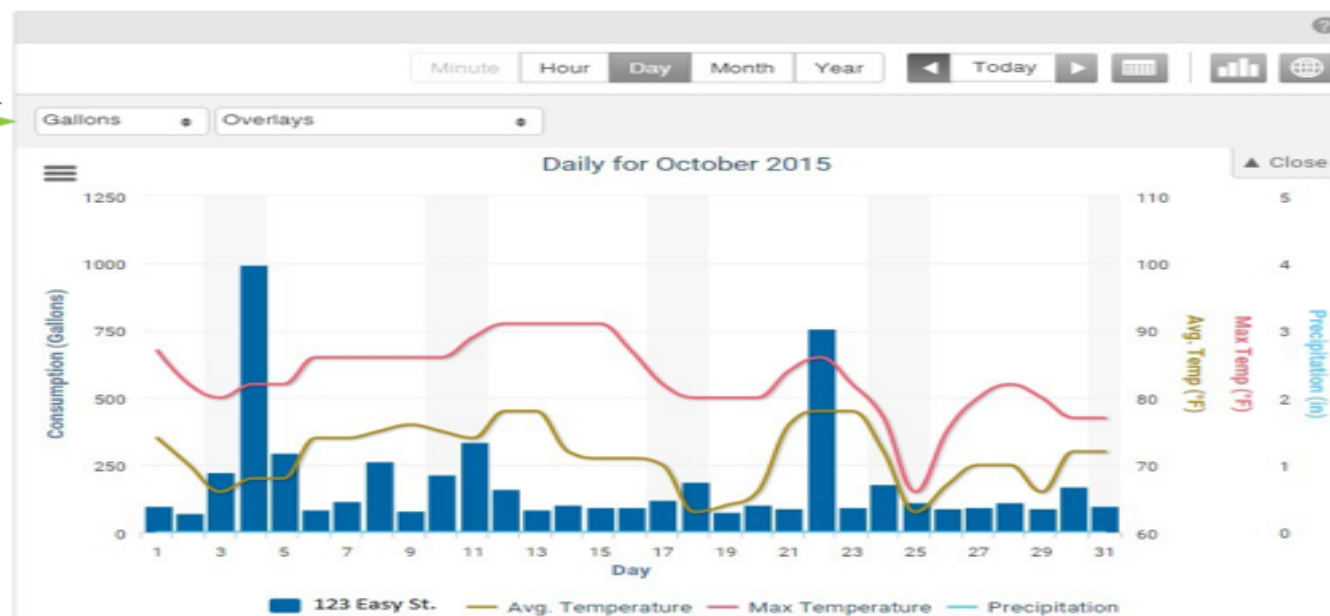 ?
Minute Hour Day Month Year Today
Gallons Overlays
Daily for October 2015
Close
1250 110 5
1000 100 4
750 90 3
500 80 2
250 70 1
0 60 0
Consumption (Gallons)
Avg. Temp (°F)
Max Temp (°F)
Precipitation (in)
1 3 5 7 9 11 13 15 17 19 21 23 25 27 29 31
Day
123 Easy St. Avg. Temperature Max Temperature Precipitation